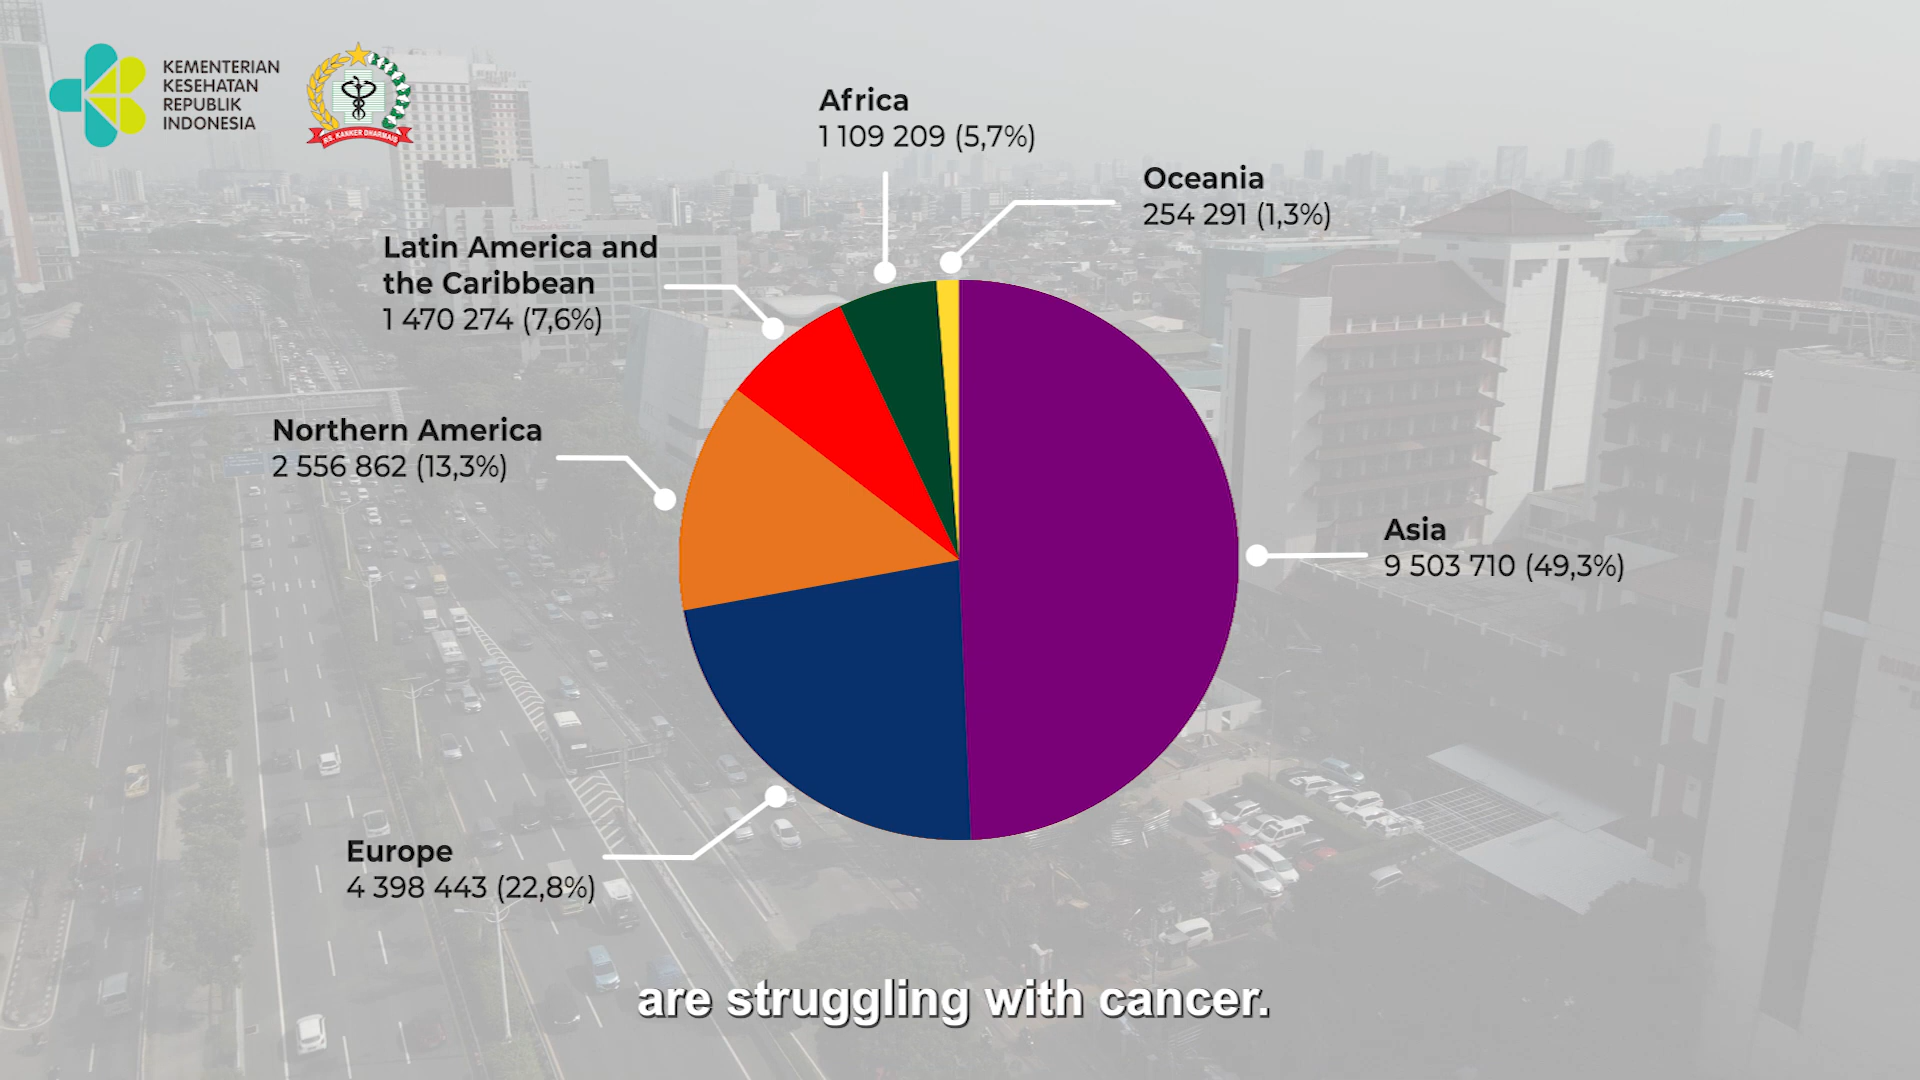 KEMENTERIAN
KESEHATAN
REPUBLIK
INDONESIA
RS. KANKER DHARMAIS
Africa
1 109 209 (5,7%)
Oceania
254 291 (1,3%)
Latin America and
the Caribbean
1 470 274 (7,6%)
Northern America
2 556 862 (13,3%)
Asia
9 503 710 (49,3%)
Europe
4 398 443 (22,8%)
are struggling with cancer.